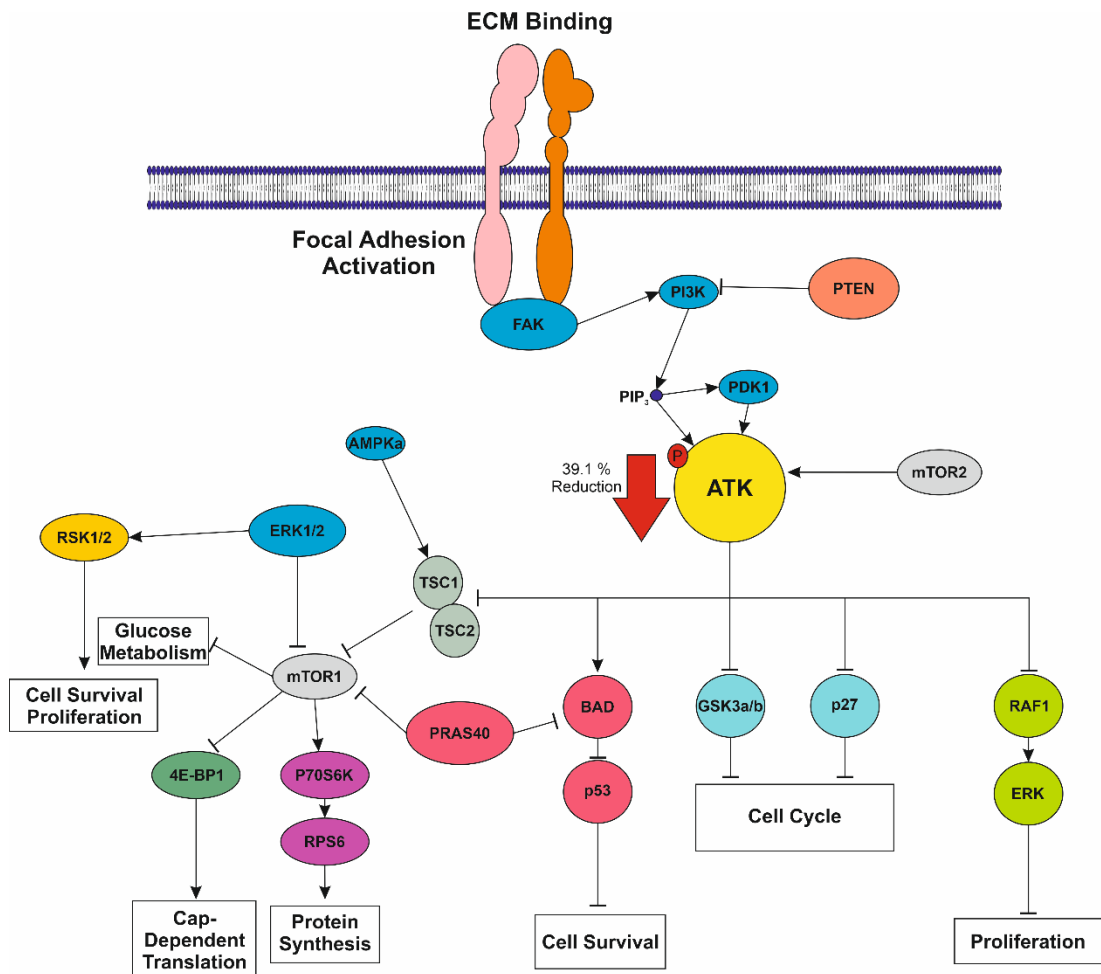 ECM Binding
Focal Adhesion
Activation
FAK
PI3K
PTEN
PIP3
PDK1
AMPKa
39.1 %
Reduction
P
ATK
mTOR2
RSK1/2
ERK1/2
TSC1
TSC2
Glucose
Metabolism
mTOR1
Cell Survival
Proliferation
PRAS40
BAD
GSK3a/b
p27
RAF1
4E-BP1
P70S6K
p53
Cell Cycle
ERK
RPS6
Cap-
Dependent
Translation
Protein
Synthesis
Cell Survival
Proliferation